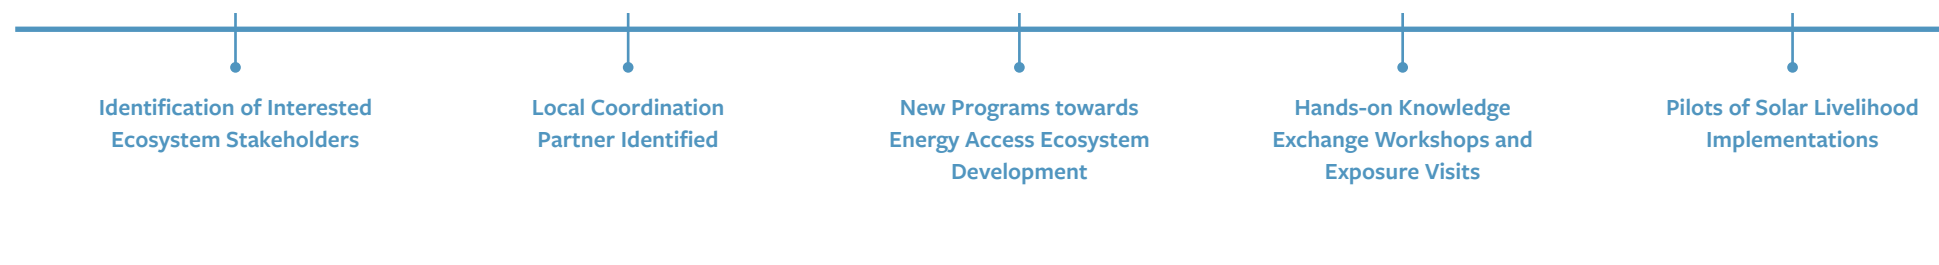 Identification of Interested
Ecosystem Stakeholders
Local Coordination
Partner Identified
New Programs towards
Energy Access Ecosystem
Development
Hands-on Knowledge
Exchange Workshops and
Exposure Visits
Pilots of Solar Livelihood
Implementations